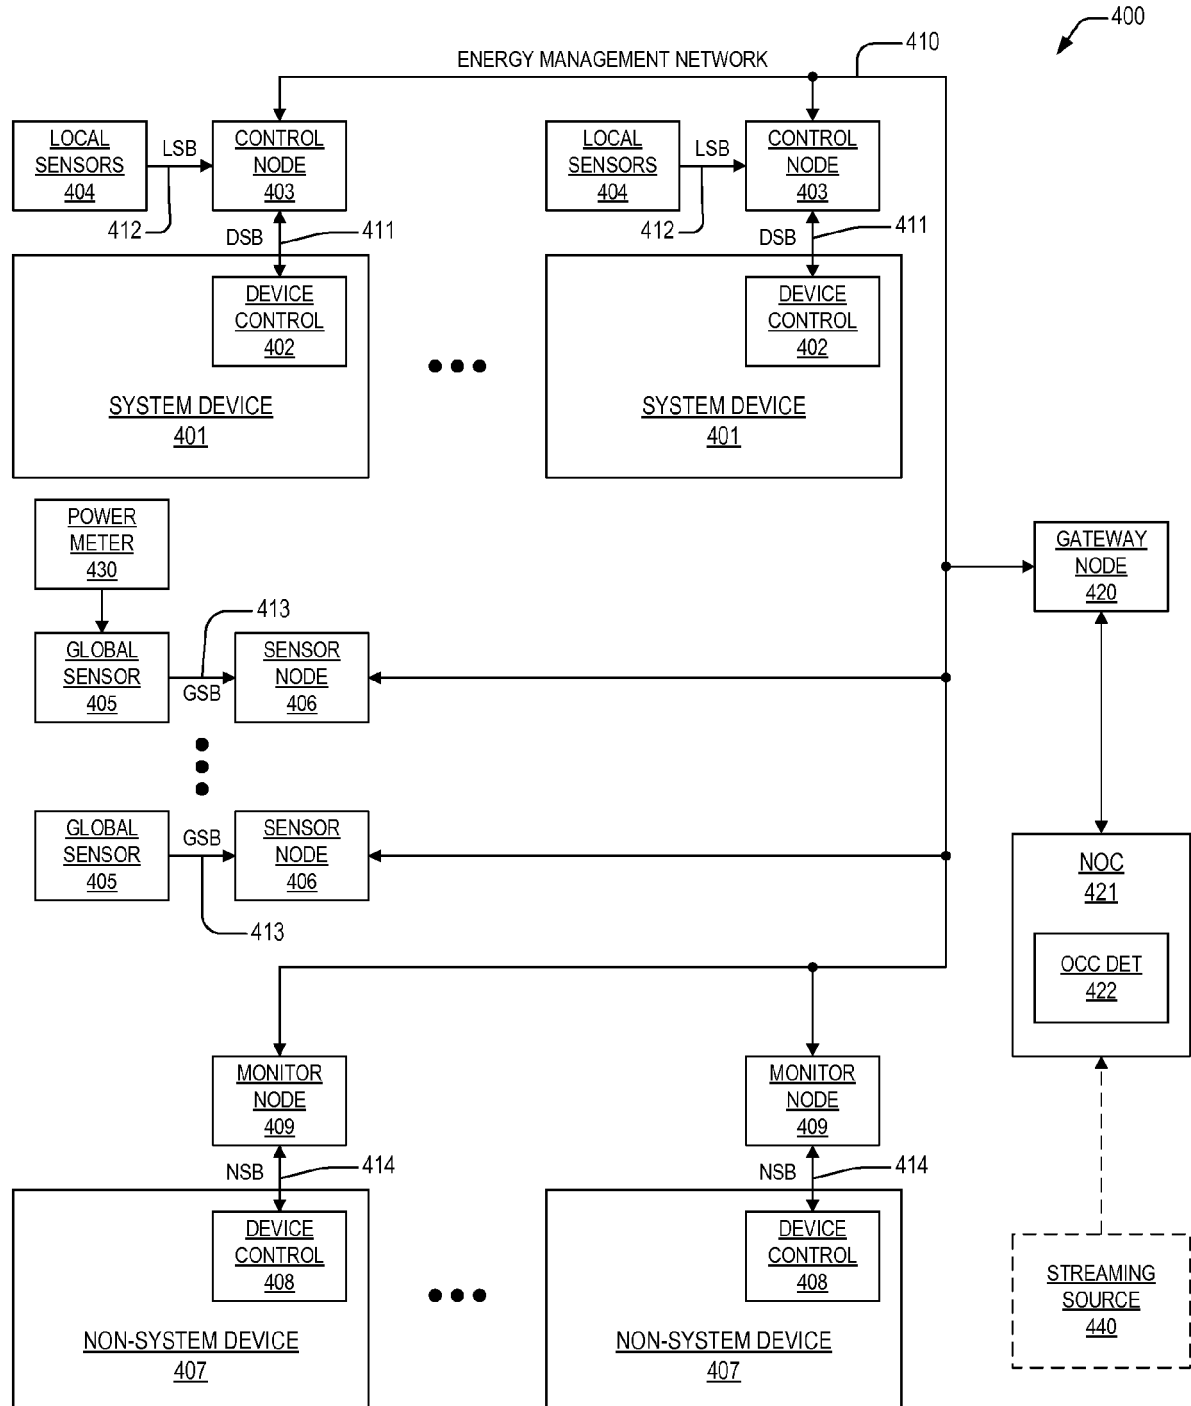 400
410
ENERGY MANAGEMENT NETWORK
LOCAL
SENSORS
404
LSB
412
CONTROL
NODE
403
DSB
411
DEVICE
CONTROL
402
SYSTEM DEVICE
401
LOCAL
SENSORS
404
LSB
412
CONTROL
NODE
403
DSB
411
DEVICE
CONTROL
402
SYSTEM DEVICE
401
POWER
METER
430
GLOBAL
SENSOR
405
GSB
413
SENSOR
NODE
406
GLOBAL
SENSOR
405
GSB
413
SENSOR
NODE
406
GATEWAY
NODE
420
NOC
421
OCC DET
422
MONITOR
NODE
409
NSB
414
DEVICE
CONTROL
408
NON-SYSTEM DEVICE
407
MONITOR
NODE
409
NSB
414
DEVICE
CONTROL
408
NON-SYSTEM DEVICE
407
STREAMING
SOURCE
440